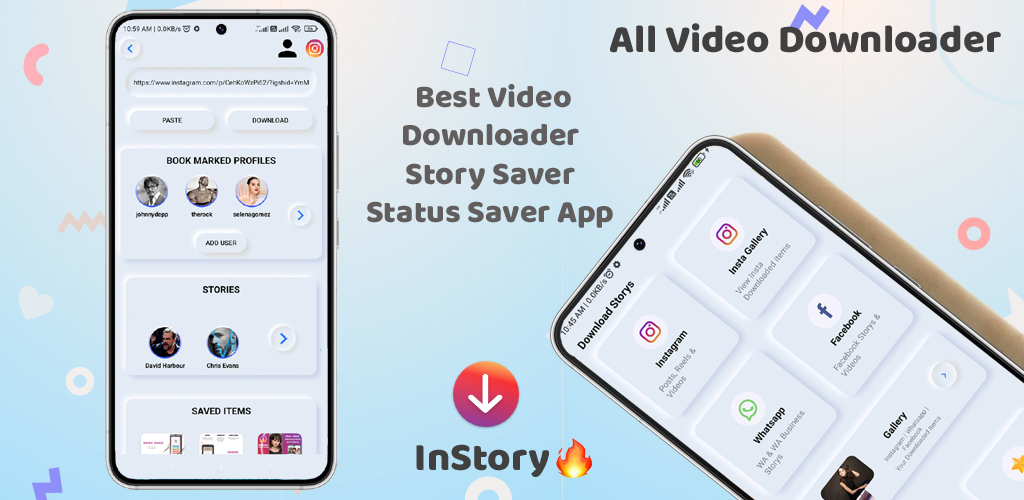 All Video Downloader
Best Video
Downloader
Story Saver
Status Saver App
InStory
10:59 AM | 0.0KB/s
https://www.instagram.com/p/CehKoWzPi62/?igshid=YmM
PASTE
DOWNLOAD
BOOK MARKED PROFILES
johnnydepp
therock
selenagomez
ADD USER
STORIES
David Harbour
Chris Evans
SAVED ITEMS
10:45 AM | 0.0KB/s
Download Storys
Instagram
Posts, Reels &
Videos
Insta Gallery
View Insta
Downloaded Items
Whatsapp
WA & WA Business
Storys
Facebook
Facebook Storys &
Videos
Gallery
Instagram | Whatsapp |
Facebook
Your Downloaded Items